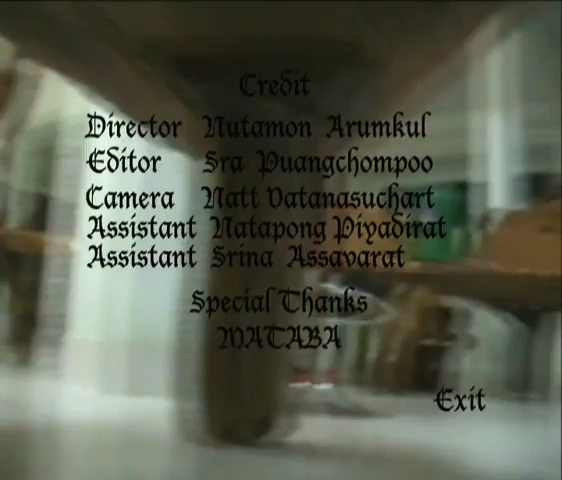 Credit
Director Nutamon Arumkul
Editor Sra Puangchompoo
Camera Natt Vatanasuchart
Assistant Natapong Piyadirat
Assistant Srina Assavarat
Special Thanks
MATABA
Exit